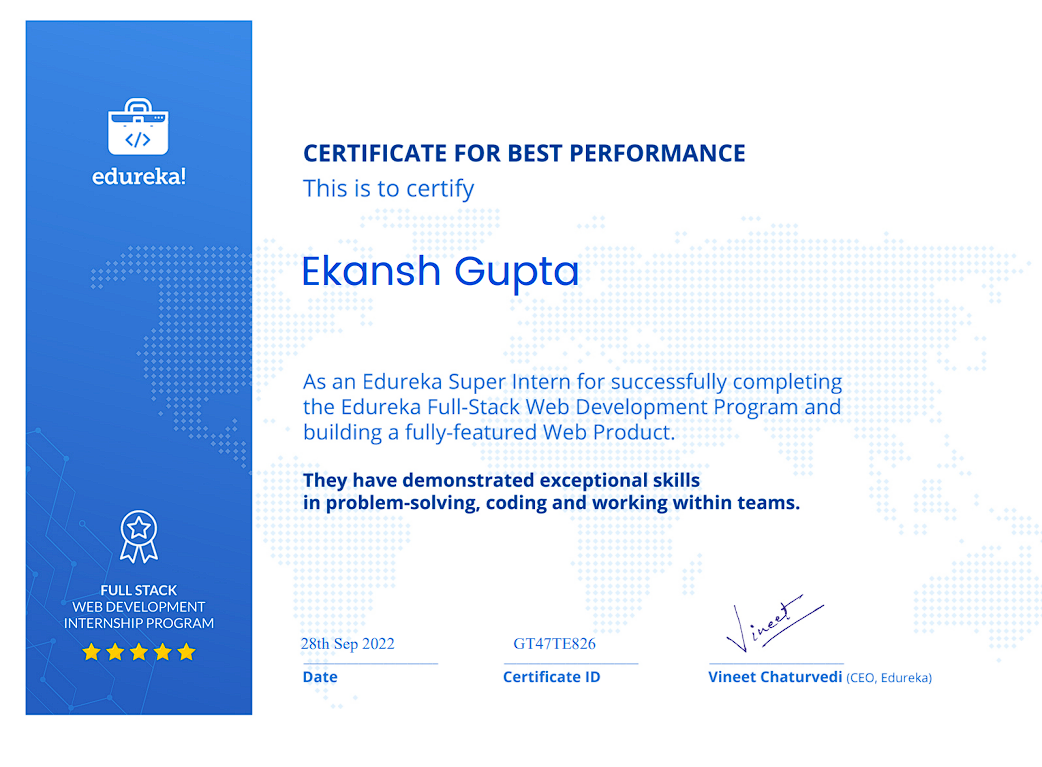 </>
edureka!
CERTIFICATE FOR BEST PERFORMANCE
This is to certify
Ekansh Gupta
As an Edureka Super Intern for successfully completing
the Edureka Full-Stack Web Development Program and
building a fully-featured Web Product.
They have demonstrated exceptional skills
in problem-solving, coding and working within teams.
FULL STACK
WEB DEVELOPMENT
INTERNSHIP PROGRAM
28th Sep 2022
Date
GT47TE826
Certificate ID
Vineet
Vineet Chaturvedi (CEO, Edureka)